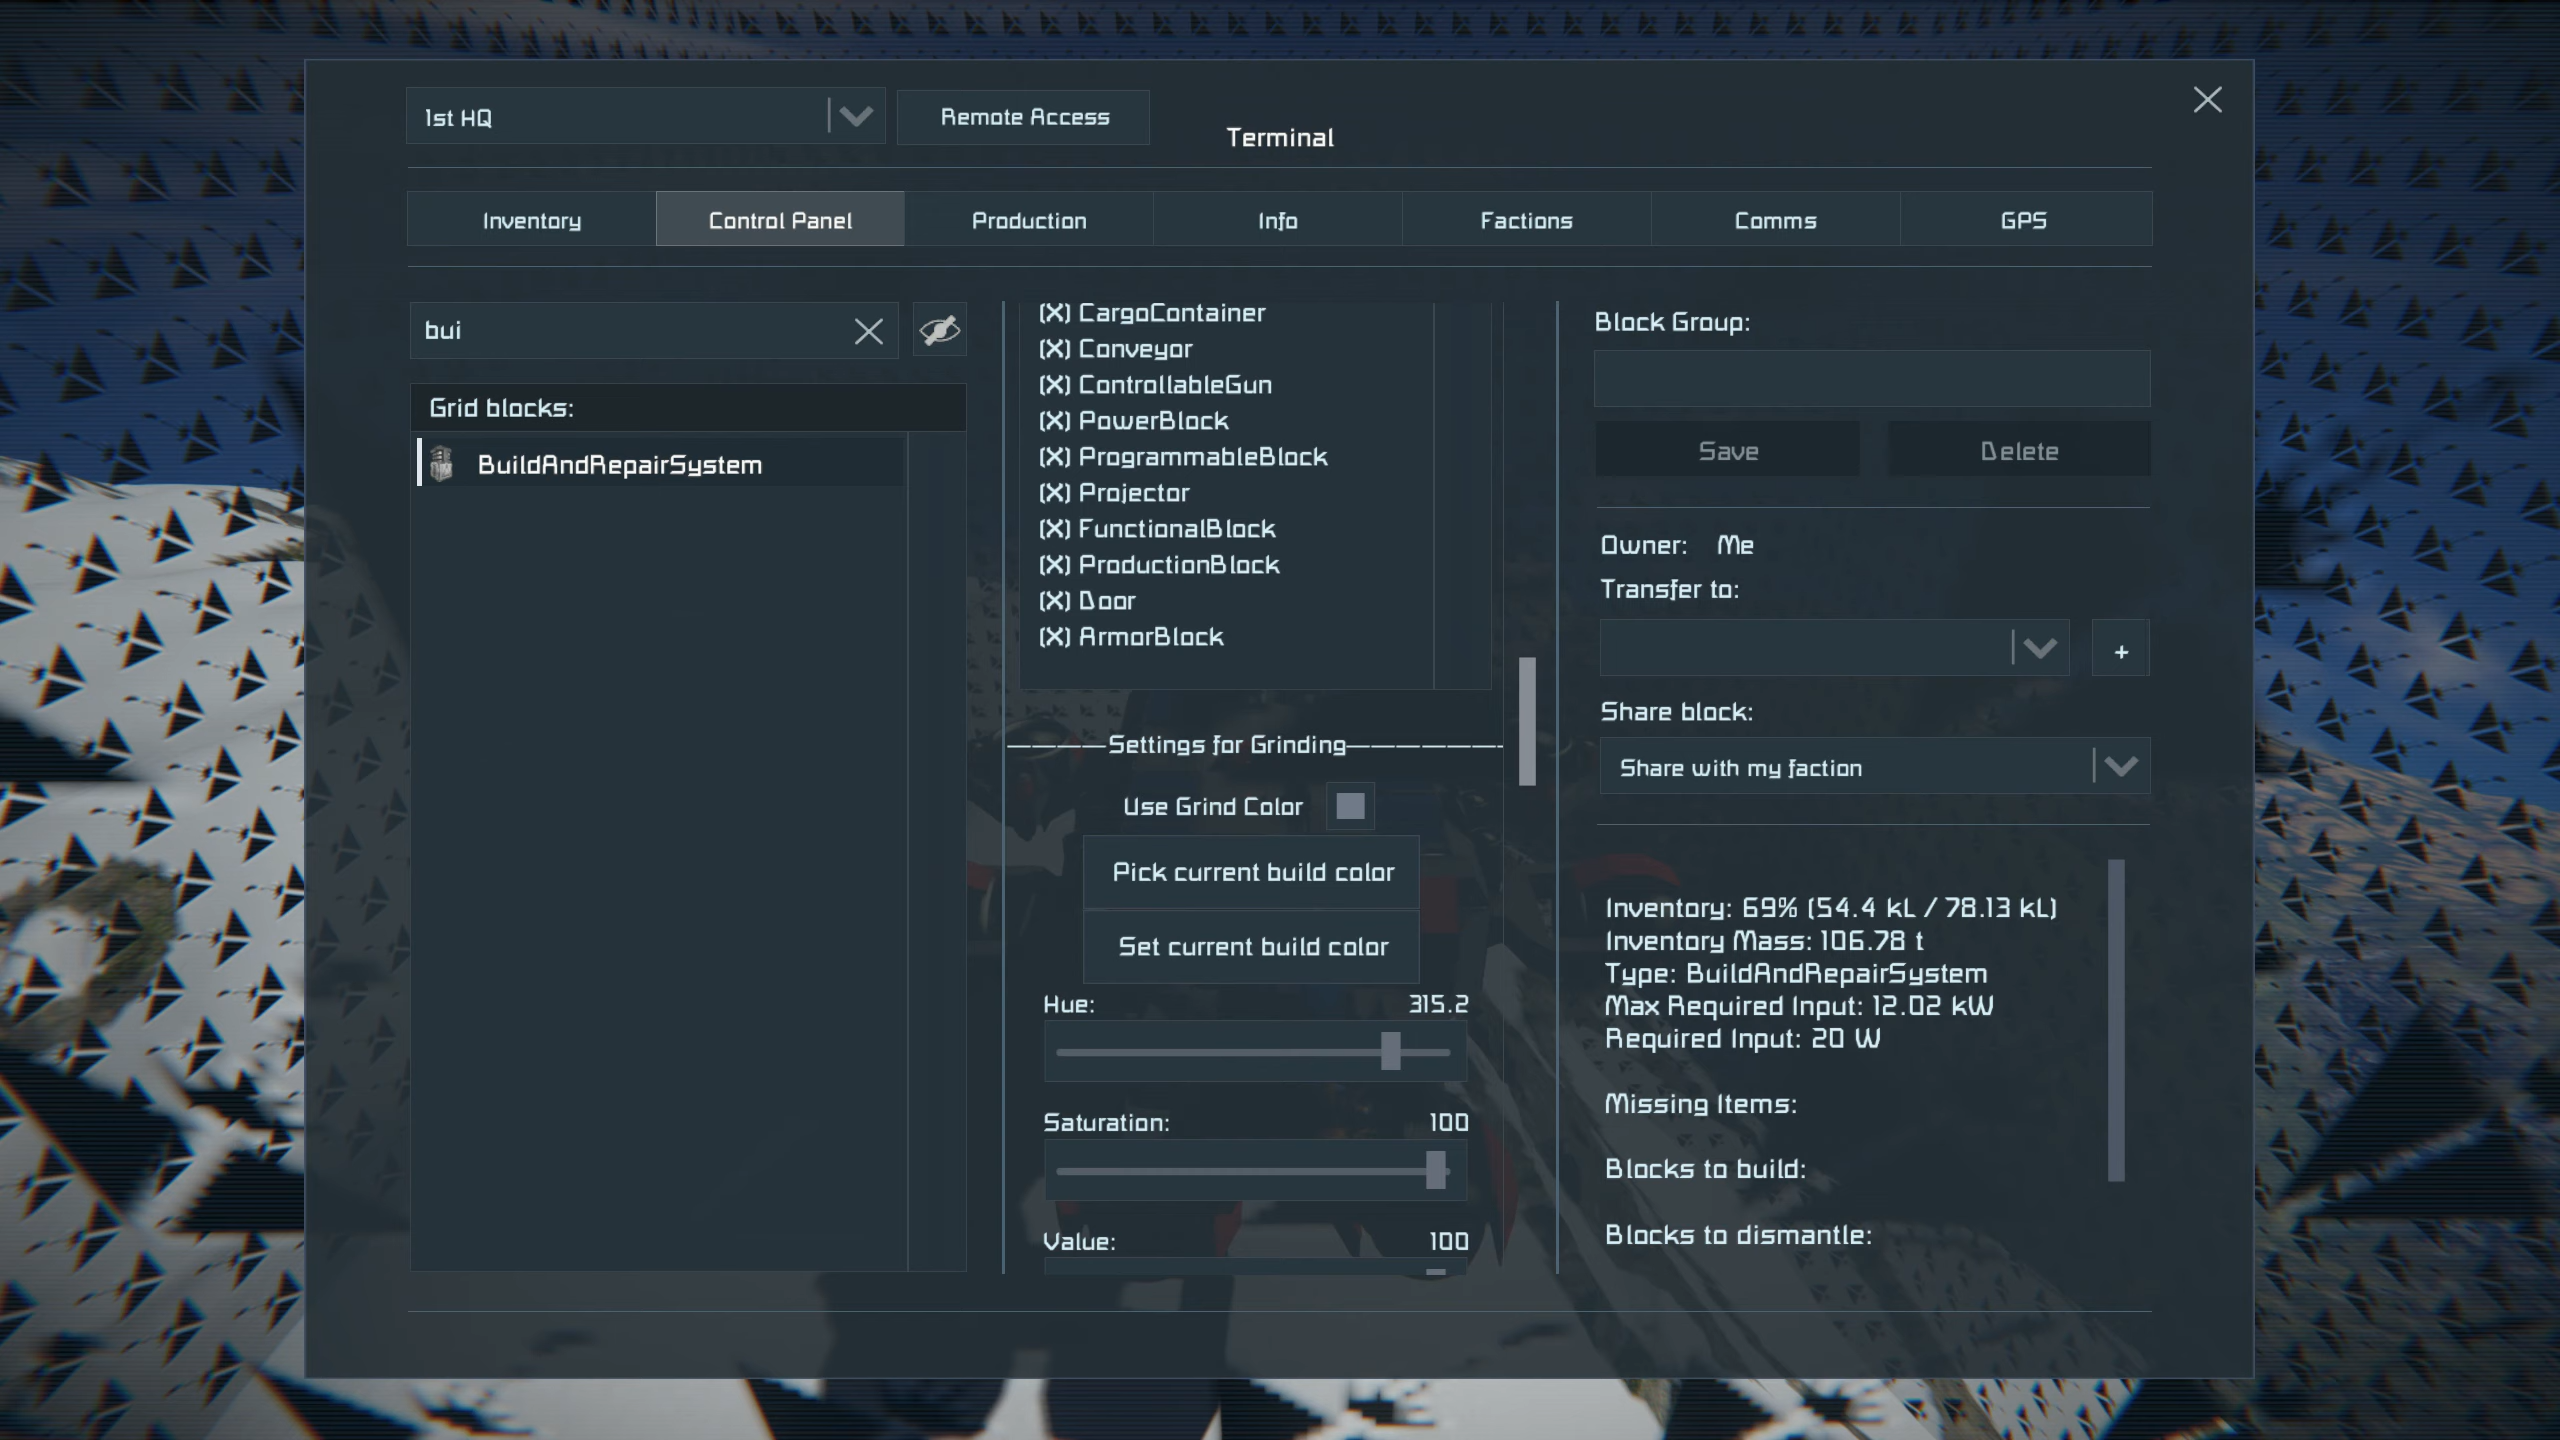 1st HQ
Remote Access
Terminal
Inventory
Control Panel
Production
Info
Factions
Comms
GPS
bui
Grid blocks:
BuildAndRepairSystem
(X) CargoContainer
(X) Conveyor
(X) ControllableGun
(X) PowerBlock
(X) ProgrammableBlock
(X) Projector
(X) FunctionalBlock
(X) ProductionBlock
(X) Door
(X) ArmorBlock
————Settings for Grinding——————
Use Grind Color
Pick current build color
Set current build color
Hue: 315.2
Saturation: 100
Value: 100
Block Group:
Save
Delete
Owner: Me
Transfer to:
+
Share block:
Share with my faction
Inventory: 69% (54.4 kL / 78.13 kL)
Inventory Mass: 106.78 t
Type: BuildAndRepairSystem
Max Required Input: 12.02 kW
Required Input: 20 W
Missing Items:
Blocks to build:
Blocks to dismantle: